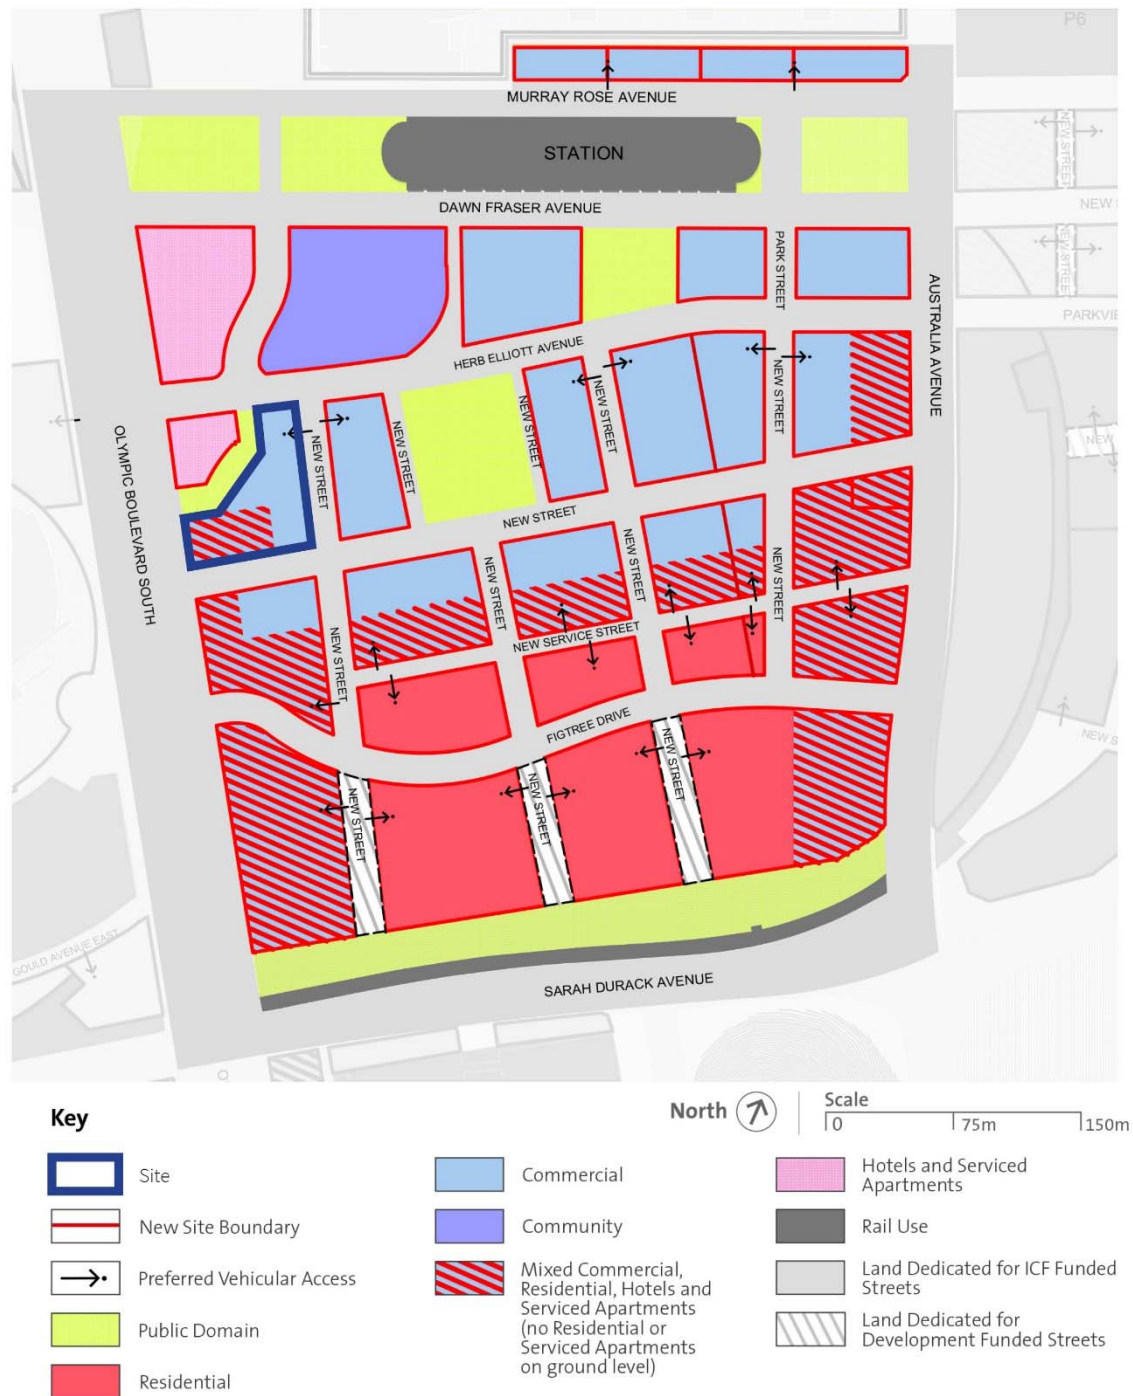 P6
MURRAY ROSE AVENUE
STATION
NEW STREET
DAWN FRASER AVENUE
NEW S
NEW STREET
PARK STREET
AUSTRALIA AVENUE
PARKVIE
HERB ELLIOTT AVENUE
NEW STREET
NEW STREET
NEW STREET
NEW STREET
NEW STREET
NEW
OLYMPIC BOULEVARD SOUTH
NEW STREET
NEW STREET
NEW STREET
NEW STREET
NEW STREET
NEW SERVICE STREET
FIGTREE DRIVE
NEW STREET
NEW STREET
NEW STREET
NEW S
GOULD AVENUE EAST
SARAH DURACK AVENUE
O
Key
North
Scale
0 75m 150m
Site
New Site Boundary
Preferred Vehicular Access
Public Domain
Residential
Commercial
Community
Mixed Commercial,
Residential, Hotels and
Serviced Apartments
(no Residential or
Serviced Apartments
on ground level)
Hotels and Serviced
Apartments
Rail Use
Land Dedicated for ICF Funded
Streets
Land Dedicated for
Development Funded Streets